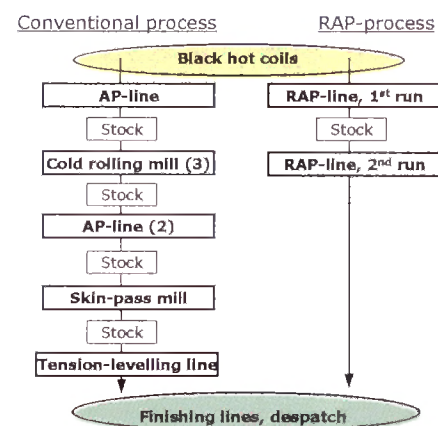 Conventional process
RAP-process
Black hot coils
AP-line
RAP-line, 1st run
Stock
Stock
Cold rolling mill (3)
RAP-line, 2nd run
Stock
AP-line (2)
Stock
Skin-pass mill
Stock
Tension-levelling line
Finishing lines, despatch